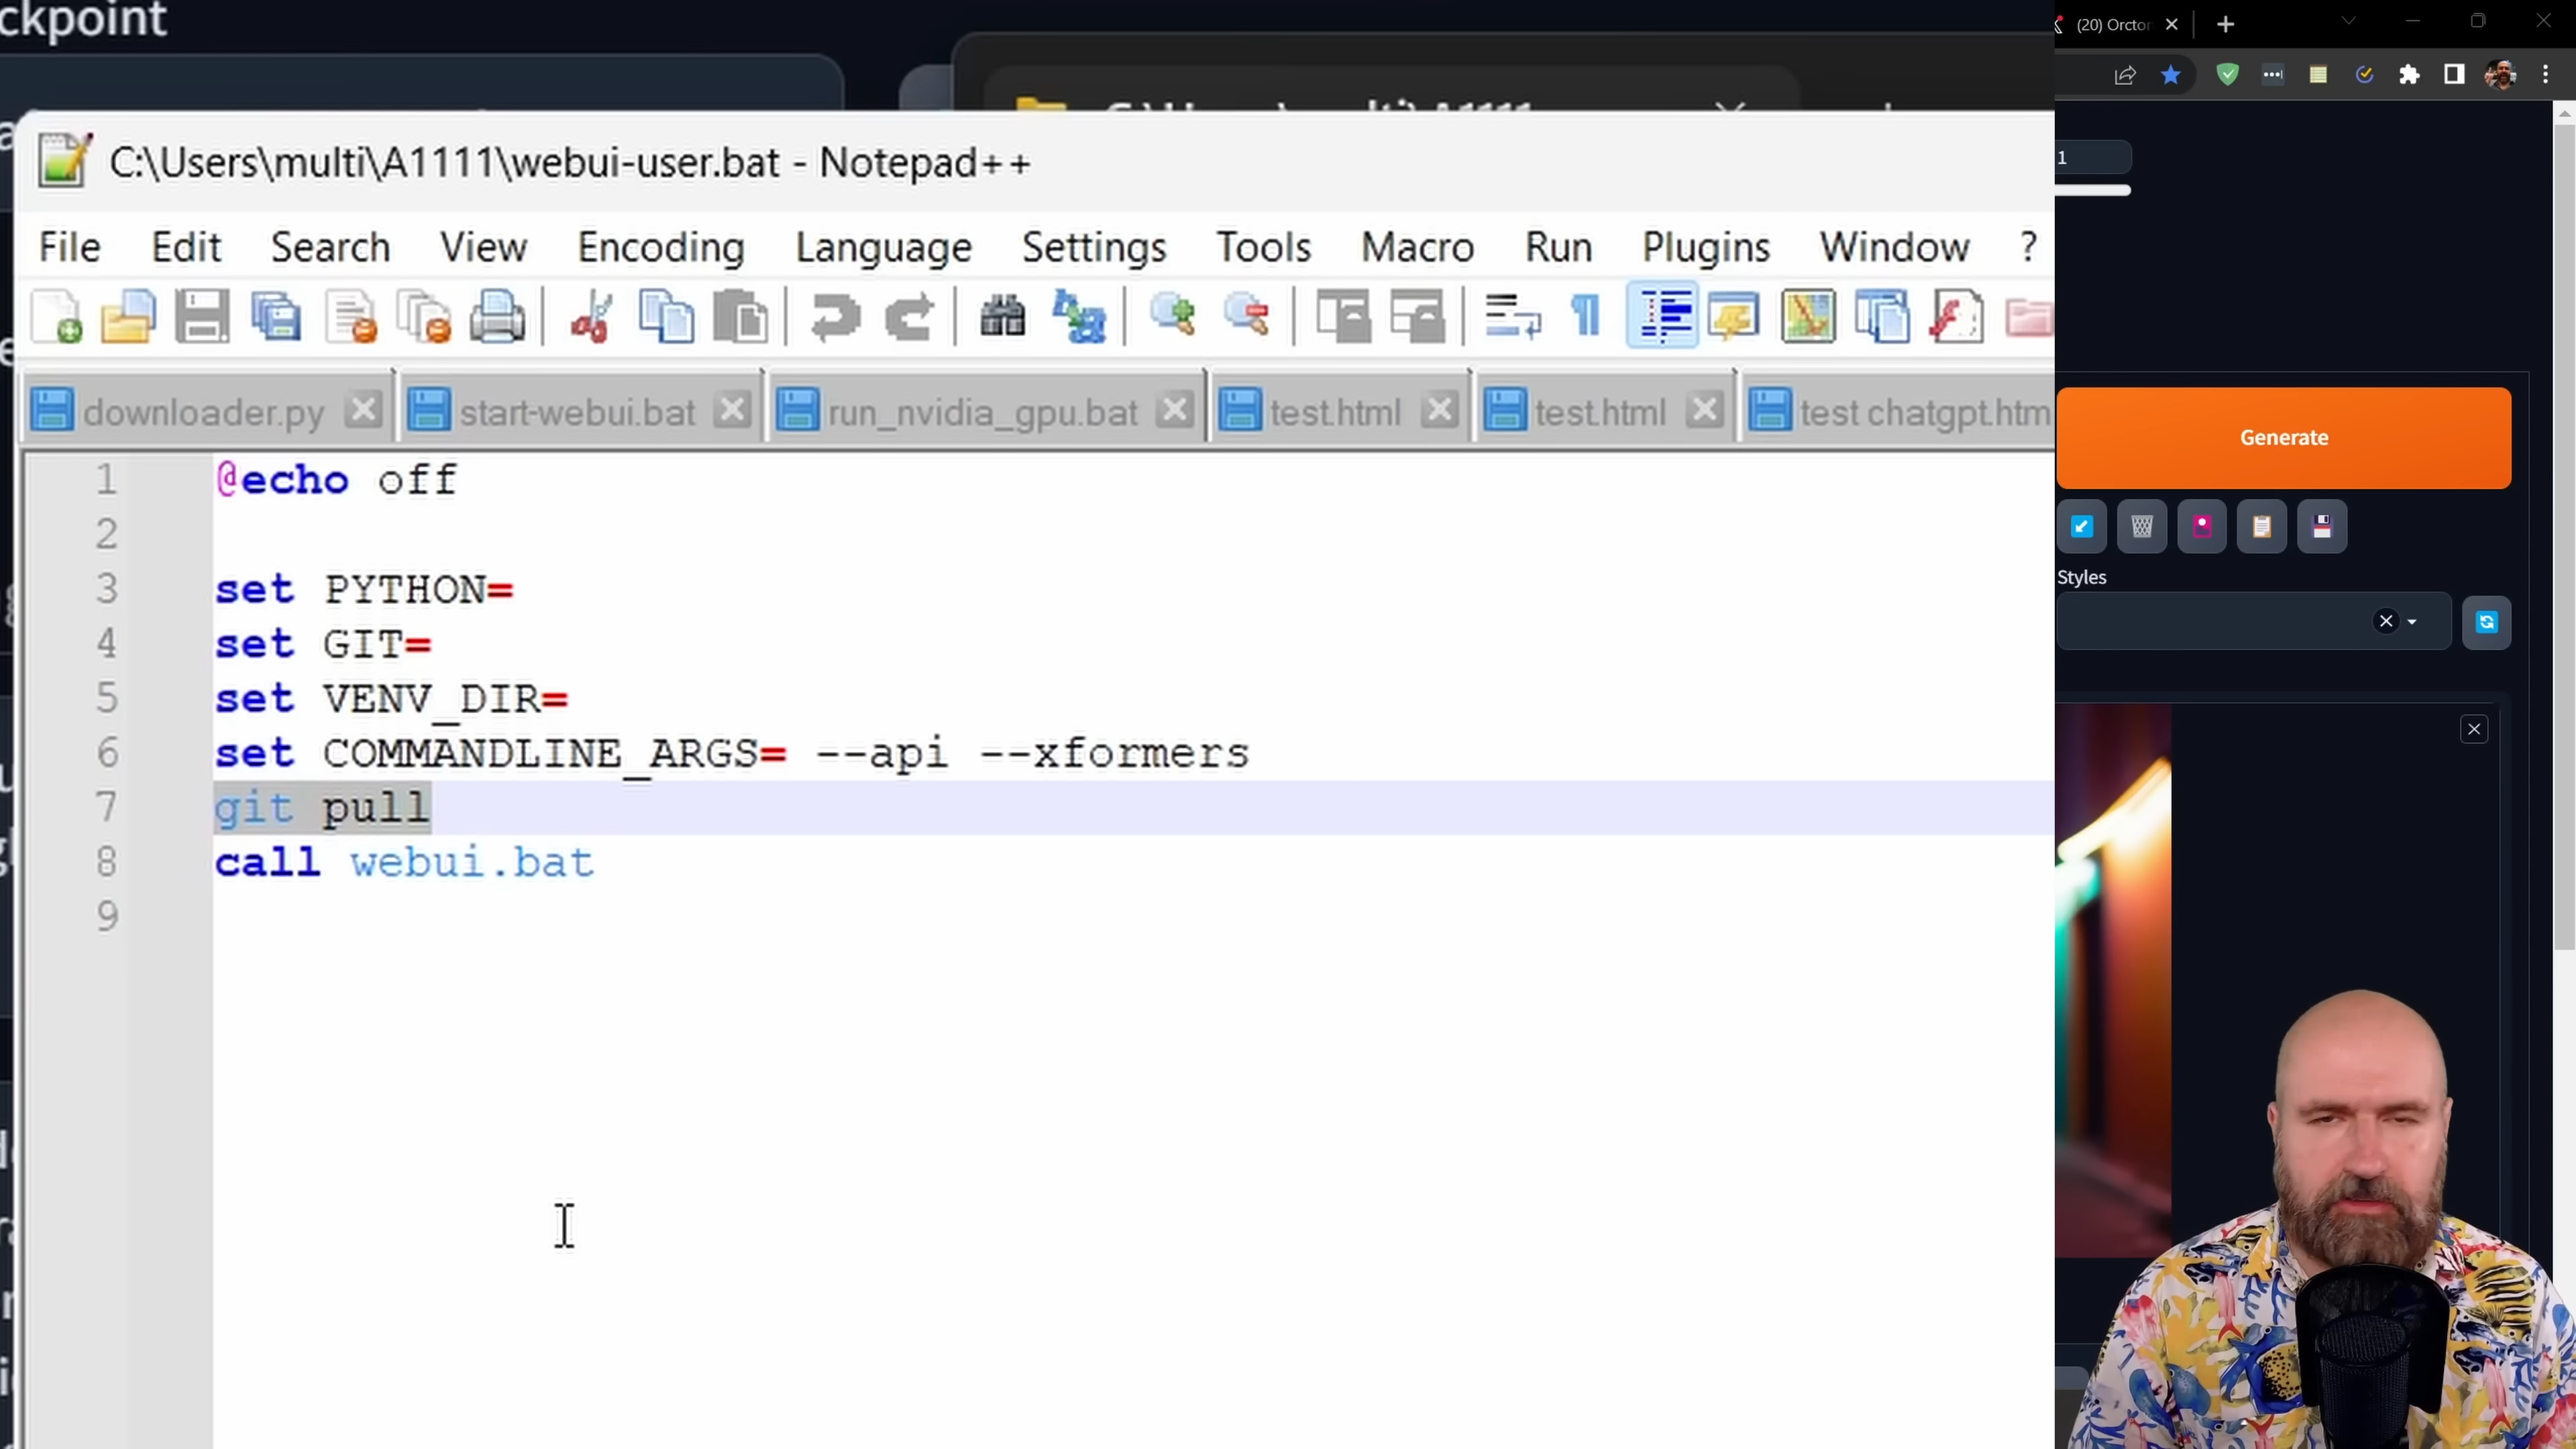 ckpoint
(20) Orcto
C:\Users\multi\A1111\webui-user.bat - Notepad++
File Edit Search View Encoding Language Settings Tools Macro Run Plugins Window ?
downloader.py start-webui.bat run_nvidia_gpu.bat test.html test.html test chatgpt.htm
1 @echo off
2
3 set PYTHON=
4 set GIT=
5 set VENV_DIR=
6 set COMMANDLINE_ARGS= --api --xformers
7 git pull
8 call webui.bat
9
1
Generate
Styles